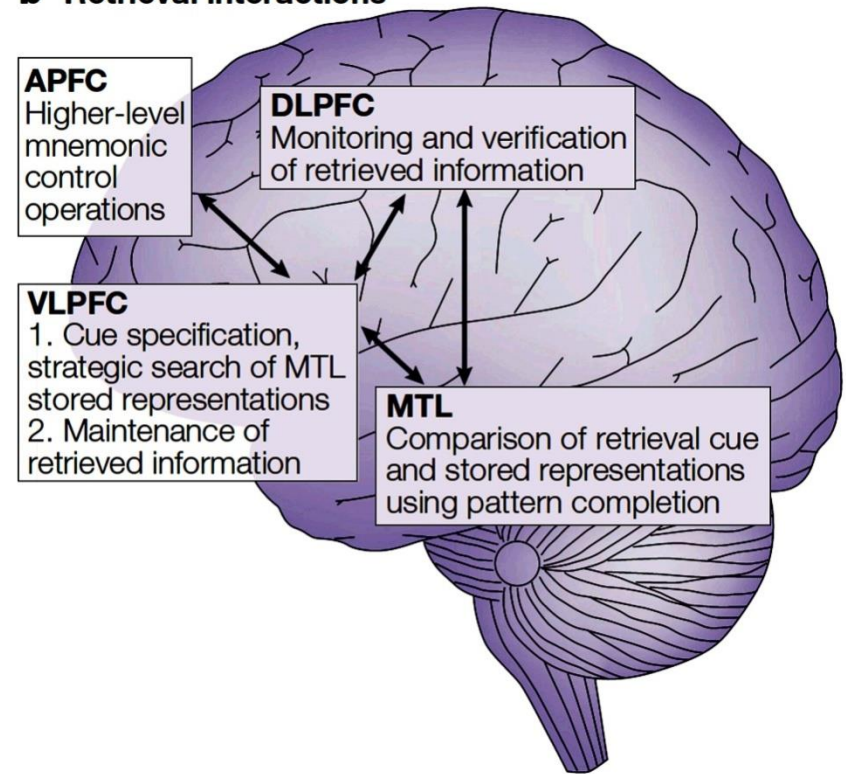 b Retrieval interactions
APFC
Higher-level
mnemonic
control
operations
DLPFC
Monitoring and verification
of retrieved information
VLPFC
1. Cue specification,
strategic search of MTL
stored representations
2. Maintenance of
retrieved information
MTL
Comparison of retrieval cue
and stored representations
using pattern completion